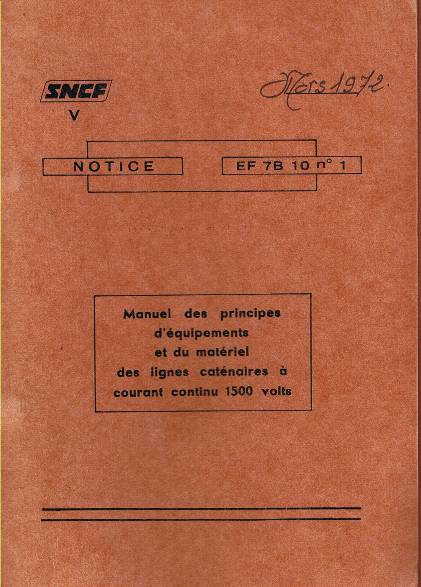 SNCF
Mars 1972.
V
NOTICE
EF 7B 10 n° 1
Manuel des principes
d'équipements
et du matériel
des lignes caténaires à
courant continu 1500 volts